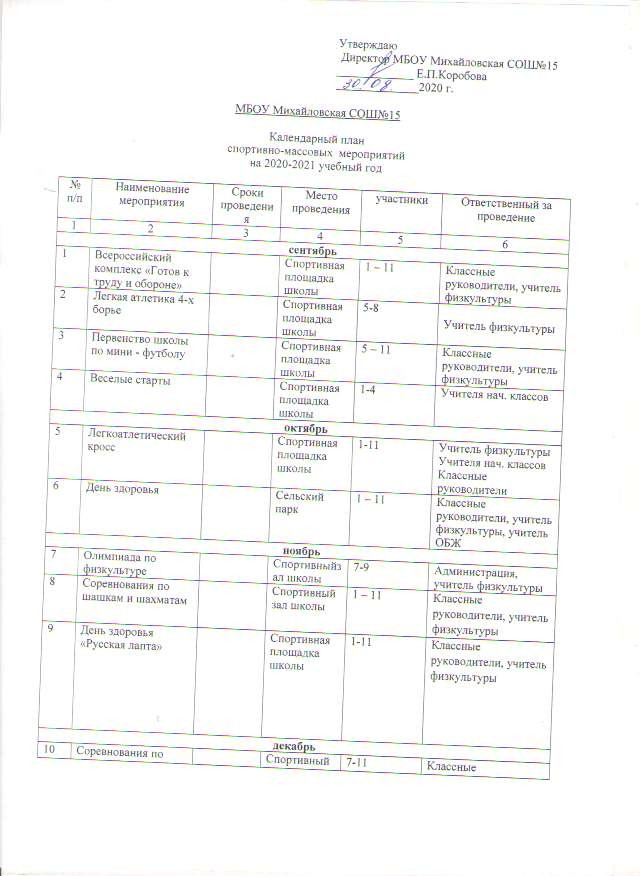 Утверждаю
Директор МБОУ Михайловская СОШ№15
_____________ Е.П.Коробова
30.08 2020 г.
МБОУ Михайловская СОШ№15
Календарный план
спортивно-массовых мероприятий
на 2020-2021 учебный год
№ п/п Наименование мероприятия Сроки проведени я Место проведения участники Ответственный за проведение
1 2 3 4 5 6
сентябрь
1 Всероссийский комплекс «Готов к труду и обороне» Спортивная площадка школы 1 – 11 Классные руководители, учитель физкультуры
2 Легкая атлетика 4-х борье Спортивная площадка школы 5-8 Учитель физкультуры
3 Первенство школы по мини - футболу Спортивная площадка школы 5 – 11 Классные руководители, учитель физкультуры
4 Веселые старты Спортивная площадка школы 1-4 Учителя нач. классов
октябрь
5 Легкоатлетический кросс Спортивная площадка школы 1-11 Учитель физкультуры Учителя нач. классов Классные руководители
6 День здоровья Сельский парк 1 – 11 Классные руководители, учитель физкультуры, учитель ОБЖ
ноябрь
7 Олимпиада по физкультуре Спортивныйз ал школы 7-9 Администрация, учитель физкультуры
8 Соревнования по шашкам и шахматам Спортивный зал школы 1 – 11 Классные руководители, учитель физкультуры
9 День здоровья «Русская лапта» Спортивная площадка школы 1-11 Классные руководители, учитель физкультуры
декабрь
10 Соревнования по Спортивный 7-11 Классные